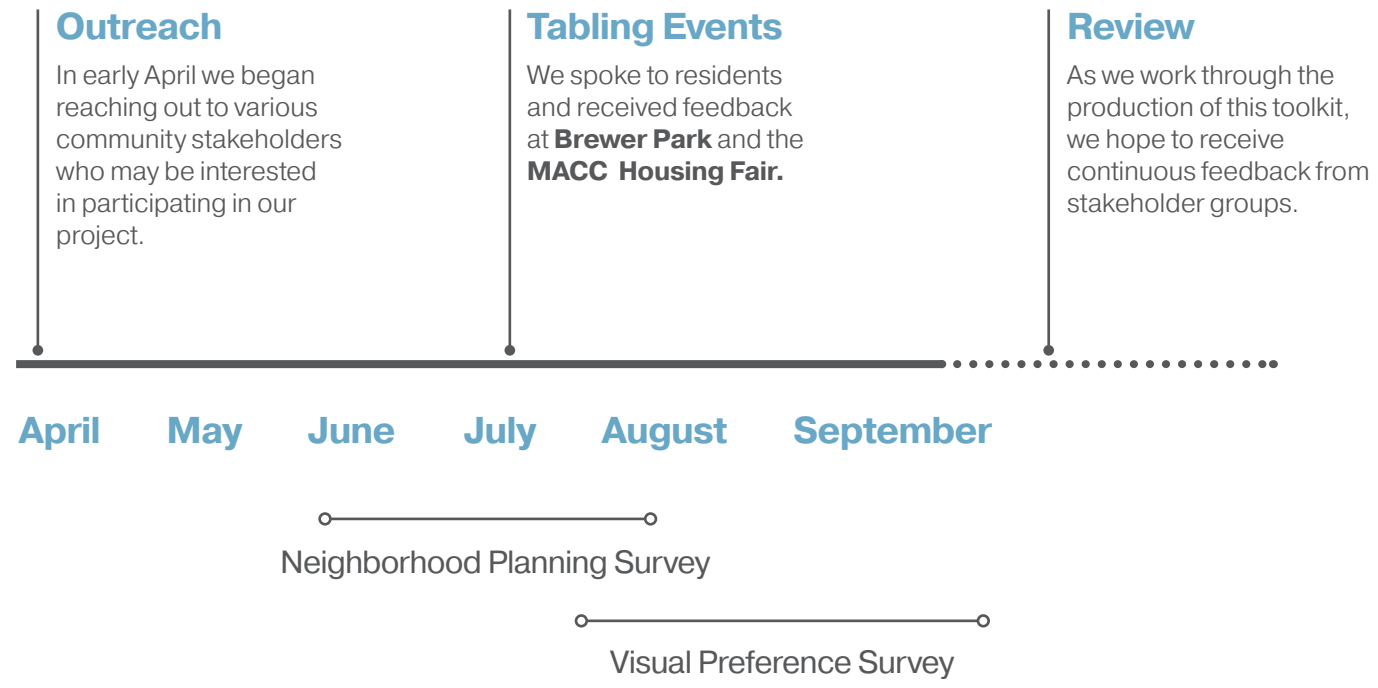 Outreach
In early April we began
reaching out to various
community stakeholders
who may be interested
in participating in our
project.
Tabling Events
We spoke to residents
and received feedback
at Brewer Park and the
MACC Housing Fair.
Review
As we work through the
production of this toolkit,
we hope to receive
continuous feedback from
stakeholder groups.
April May June July August September
Neighborhood Planning Survey
Visual Preference Survey